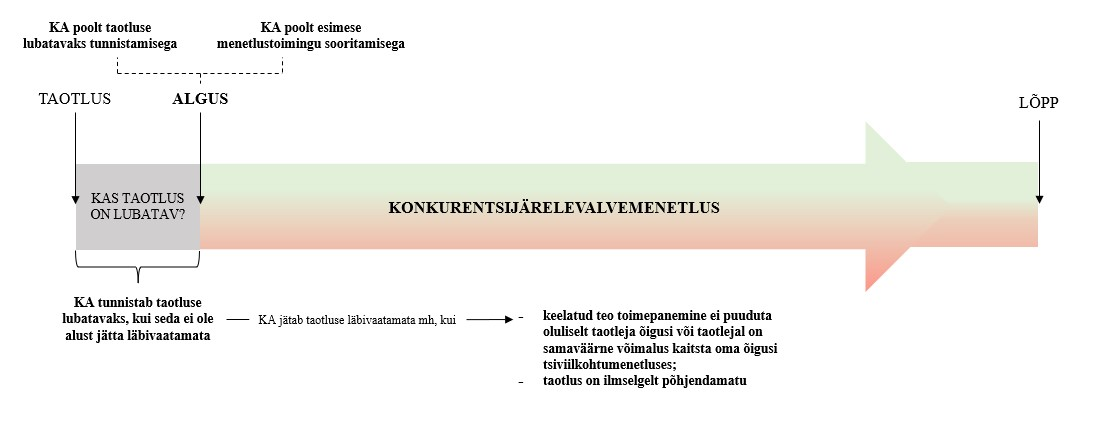 KA poolt taotluse
lubatavaks tunnistamisega
KA poolt esimese
menetlustoimingu sooritamisega
TAOTLUS
ALGUS
LÕPP
KAS TAOTLUS
ON LUBATAV?
KONKURENTSIJÄRELEVALVEMENETLUS
KA tunnistab taotluse
lubatavaks, kui seda ei ole
alust jätta läbivaatamata
KA jätab taotluse läbivaatamata mh, kui
- keelatud teo toimepanemine ei puuduta
oluliselt taotleja õigusi või taotlejal on
samaväärne võimalus kaitsta oma õigusi
tsiviilkohtumenetluses;
- taotlus on ilmselgelt põhjendamatu